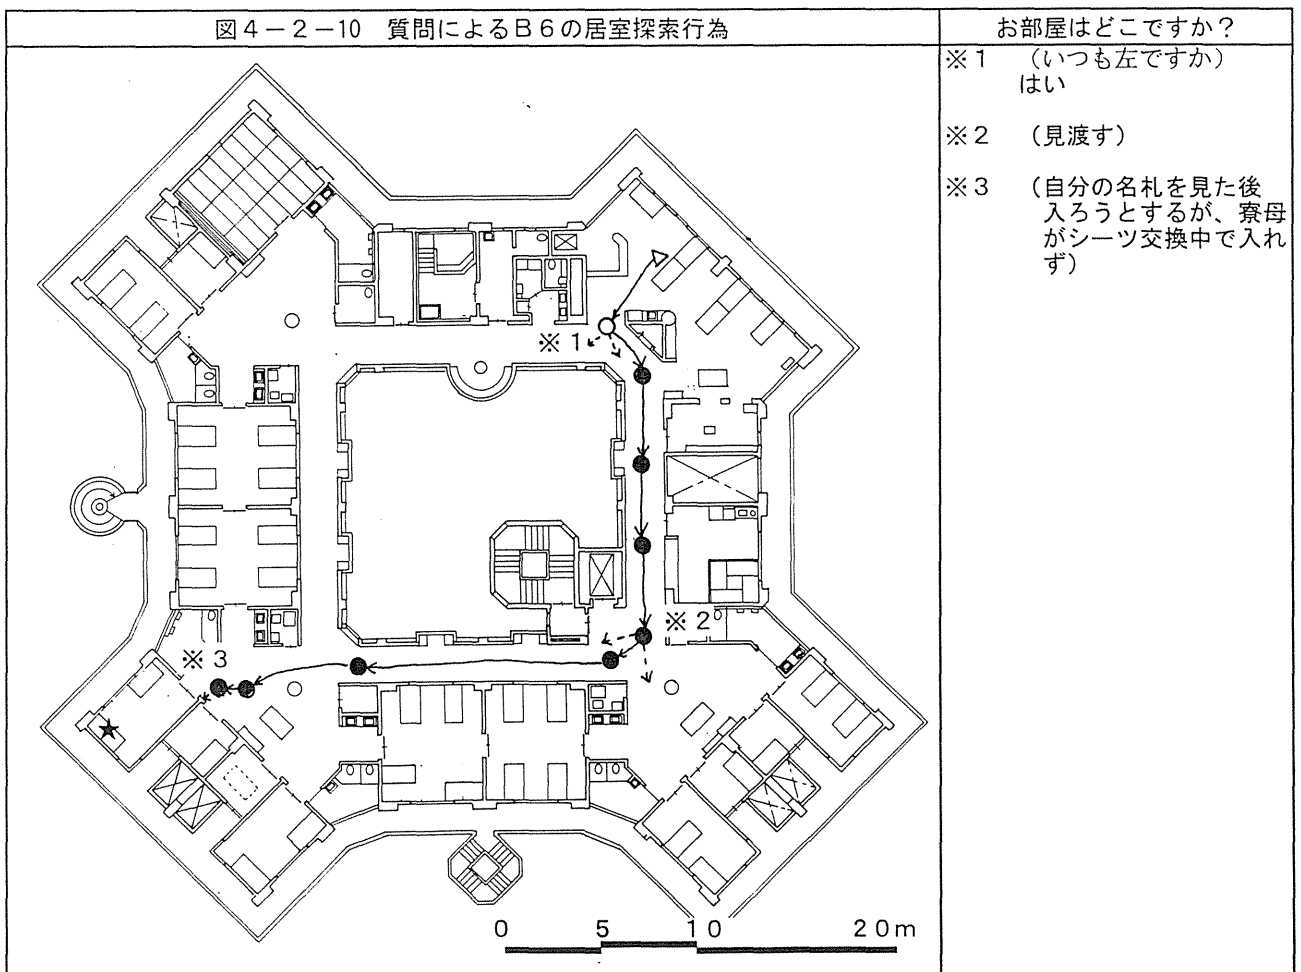 図4－2－10　質問によるB6の居室探索行為
お部屋はどこですか？
※1　（いつも左ですか）
はい
※2　（見渡す）
※3　（自分の名札を見た後
入ろうとするが、寮母
がシーツ交換中で入れ
ず）
※1
※2
※3
0　5　10　20m